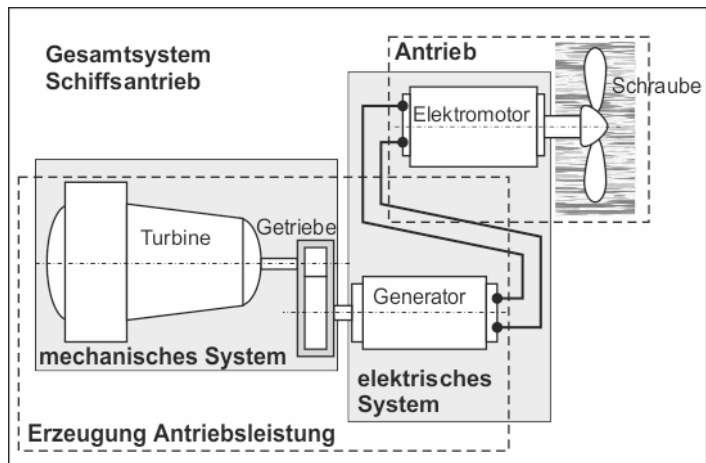 Gesamtsystem
Schiffsantrieb
Antrieb
Schraube
Elektromotor
Getriebe
Turbine
Generator
mechanisches System
elektrisches
System
Erzeugung Antriebsleistung